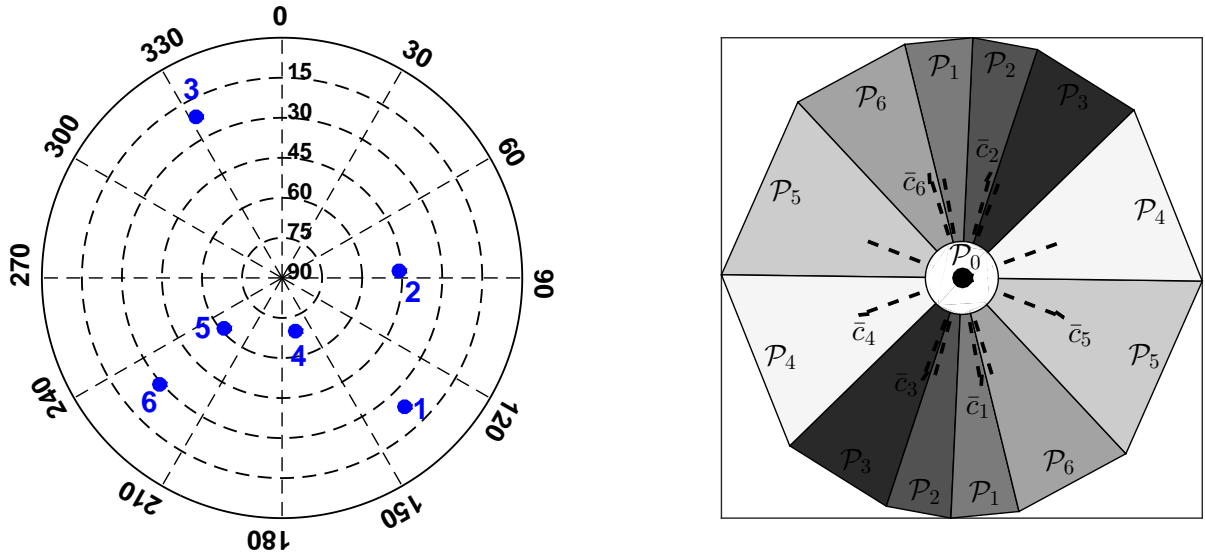 0
330
30
15
3
30
300
60
45
60
75
270
90
90
2
5
4
6
1
240
120
210
150
180
𝒫₁
𝒫₂
𝒫₆
𝒫₃
c̄₂
c̄₆
𝒫₅
𝒫₄
𝒫₀
c̄₄
c̄₅
𝒫₄
𝒫₅
c̄₃
c̄₁
𝒫₃
𝒫₆
𝒫₂
𝒫₁